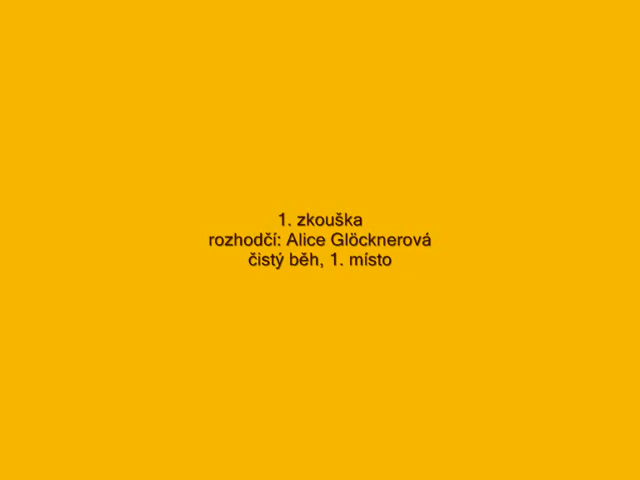 1. zkouška
rozhodčí: Alice Glöcknerová
čistý běh, 1. místo